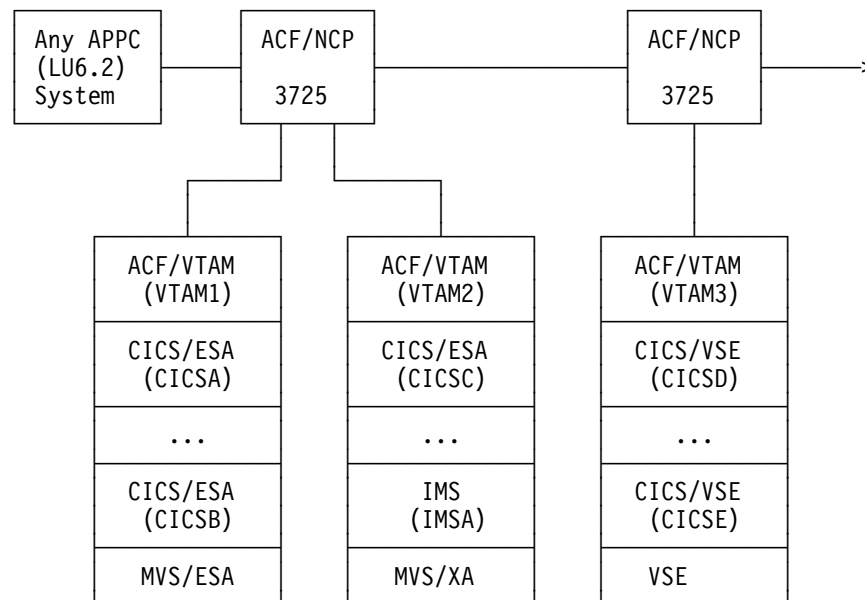 Any APPC
(LU6.2)
System
ACF/NCP
3725
ACF/NCP
3725
ACF/VTAM
(VTAM1)
CICS/ESA
(CICSA)
...
CICS/ESA
(CICSB)
MVS/ESA
ACF/VTAM
(VTAM2)
CICS/ESA
(CICSC)
...
IMS
(IMSA)
MVS/XA
ACF/VTAM
(VTAM3)
CICS/VSE
(CICSD)
...
CICS/VSE
(CICSE)
VSE